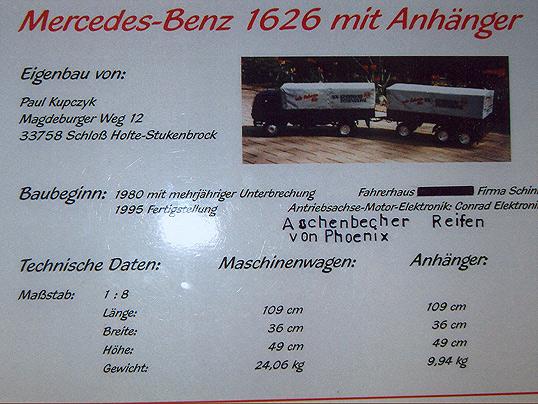 Mercedes-Benz 1626 mit Anhänger
Eigenbau von:
Paul Kupczyk
Magdeburger Weg 12
33758 Schloß Holte-Stukenbrock
Baubeginn: 1980 mit mehrjähriger Unterbrechung
1995 Fertigstellung
Fahrerhaus Firma Schin
Antriebsachse-Motor-Elektronik: Conrad Elektroni
Aschenbecher Reifen
von Phoenix
Technische Daten: Maschinenwagen: Anhänger:
Maßstab: 1 : 8
Länge: 109 cm 109 cm
Breite: 36 cm 36 cm
Höhe: 49 cm 49 cm
Gewicht: 24,06 kg 9,94 kg